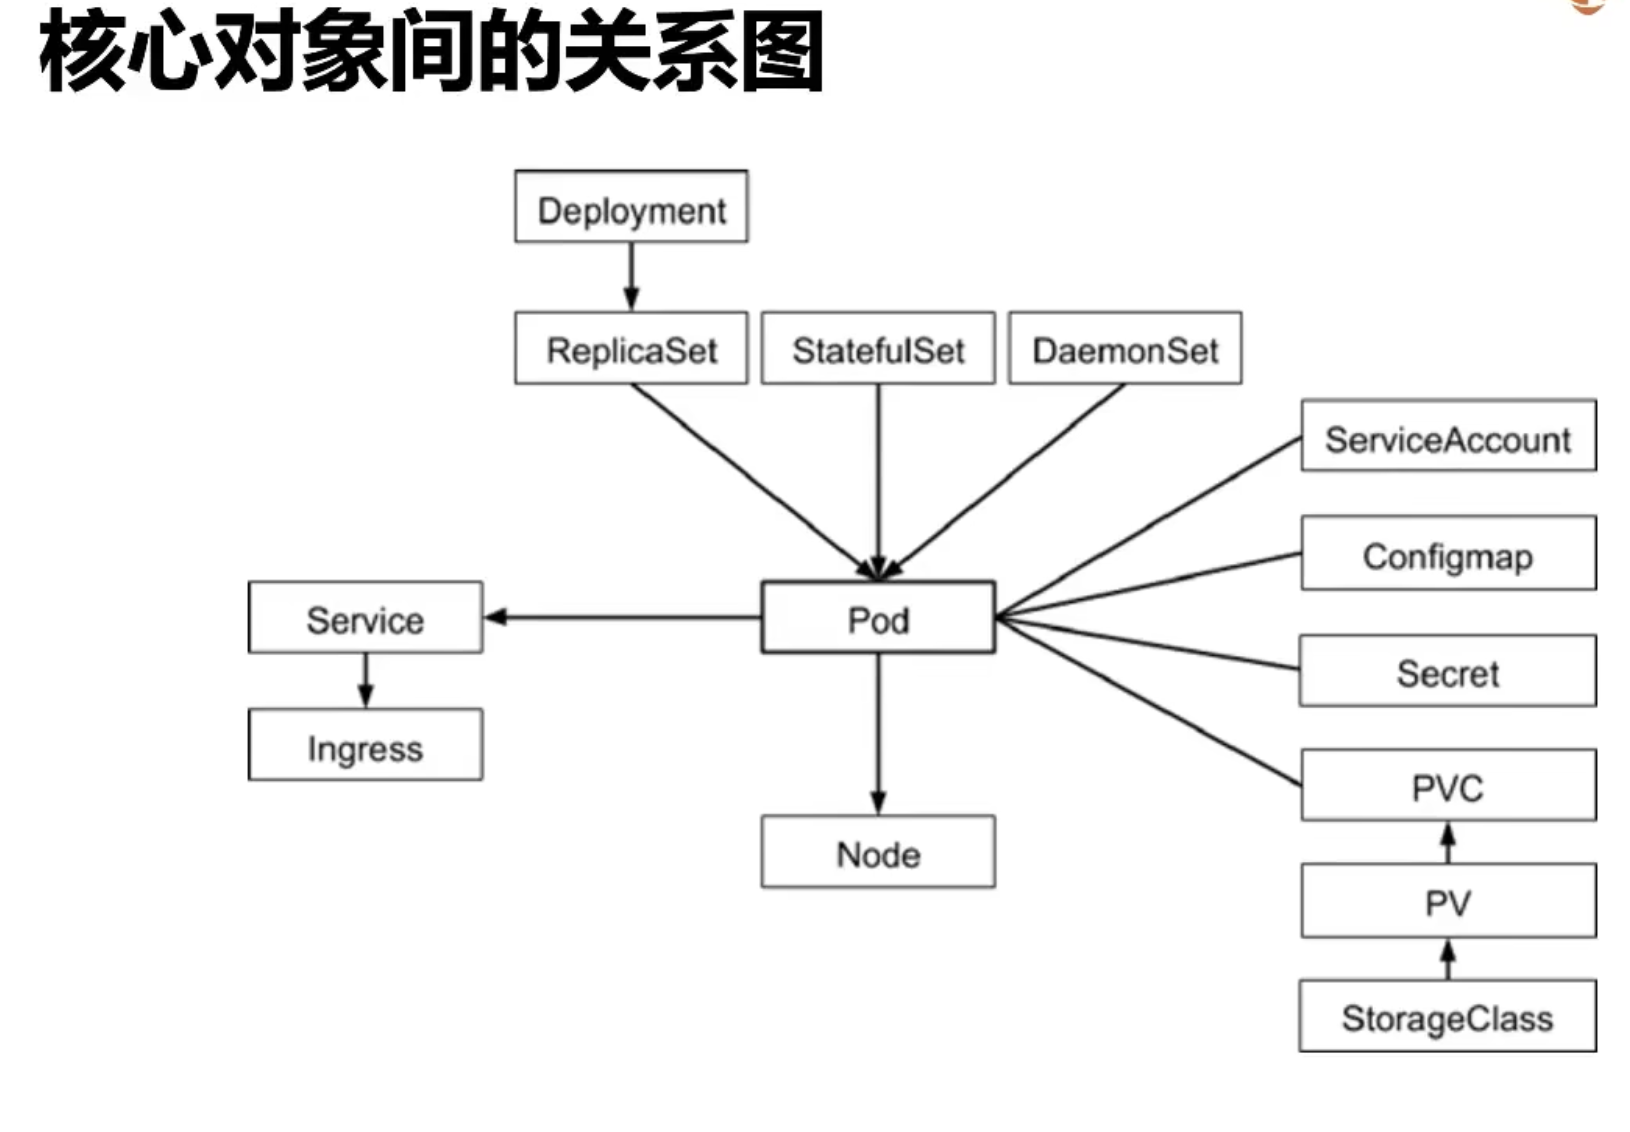 核心对象间的关系图
Deployment
ReplicaSet
StatefulSet
DaemonSet
ServiceAccount
Configmap
Service
Pod
Secret
Ingress
PVC
Node
PV
StorageClass